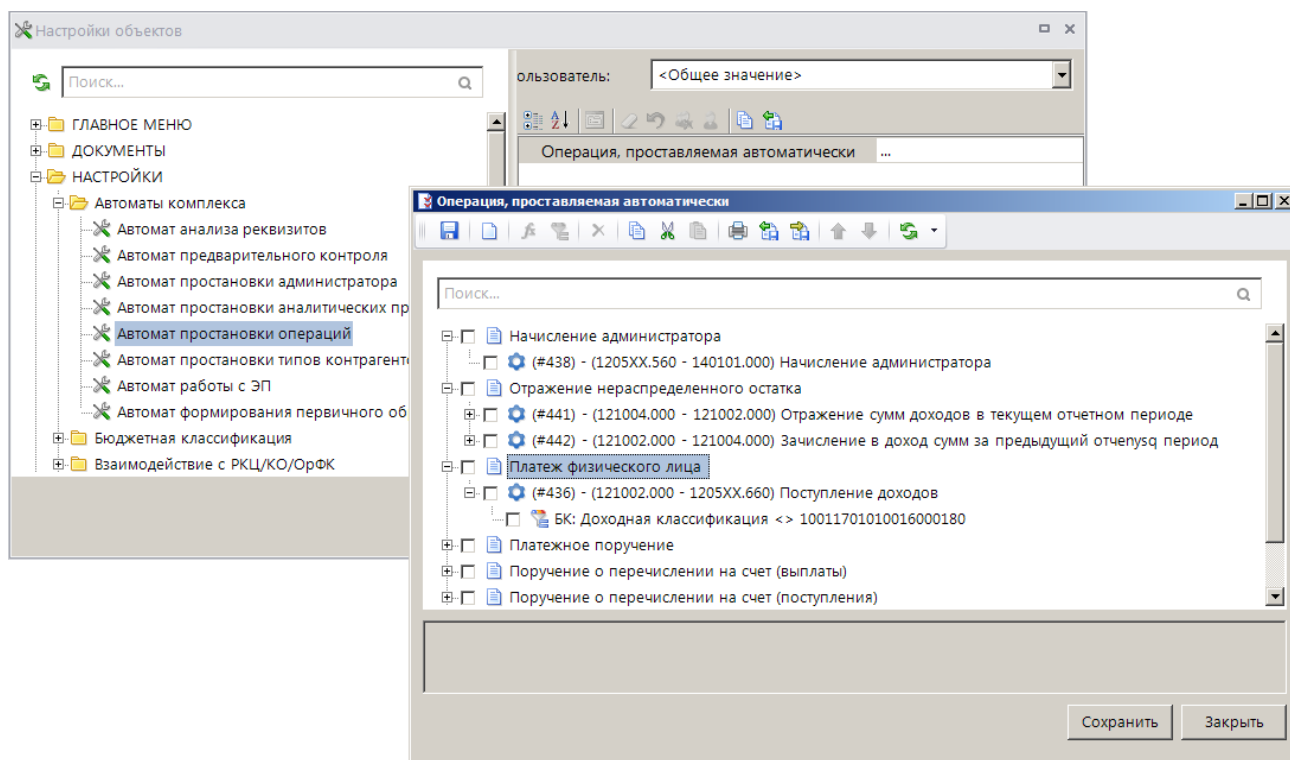 Настройки объектов
Поиск...
ользователь:
<Общее значение>
ГЛАВНОЕ МЕНЮ
ДОКУМЕНТЫ
НАСТРОЙКИ
Автоматы комплекса
Автомат анализа реквизитов
Автомат предварительного контроля
Автомат простановки администратора
Автомат простановки аналитических пр
Автомат простановки операций
Автомат простановки типов контрагент
Автомат работы с ЭП
Автомат формирования первичного об
Бюджетная классификация
Взаимодействие с РКЦ/КО/ОрФК
Операция, проставляемая автоматически ...
Операция, проставляемая автоматически
Поиск...
Начисление администратора
(#438) - (1205XX.560 - 140101.000) Начисление администратора
Отражение нераспределенного остатка
(#441) - (121004.000 - 121002.000) Отражение сумм доходов в текущем отчетном периоде
(#442) - (121002.000 - 121004.000) Зачисление в доход сумм за предыдущий отчenysq период
Платеж физического лица
(#436) - (121002.000 - 1205XX.660) Поступление доходов
БК: Доходная классификация <> 10011701010016000180
Платежное поручение
Поручение о перечислении на счет (выплаты)
Поручение о перечислении на счет (поступления)
Сохранить
Закрыть